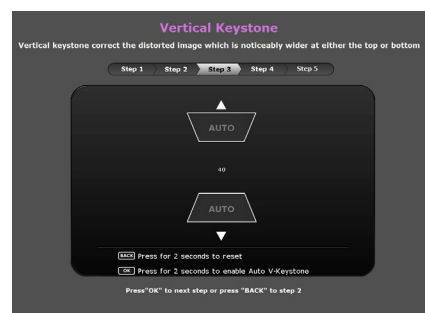 Vertical Keystone
Vertical keystone correct the distorted image which is noticeably wider at either the top or bottom
Step 1 Step 2 Step 3 Step 4 Step 5
AUTO
40
AUTO
BACK Press for 2 seconds to reset
OK Press for 2 seconds to enable Auto V-Keystone
Press"OK" to next step or press "BACK" to step 2